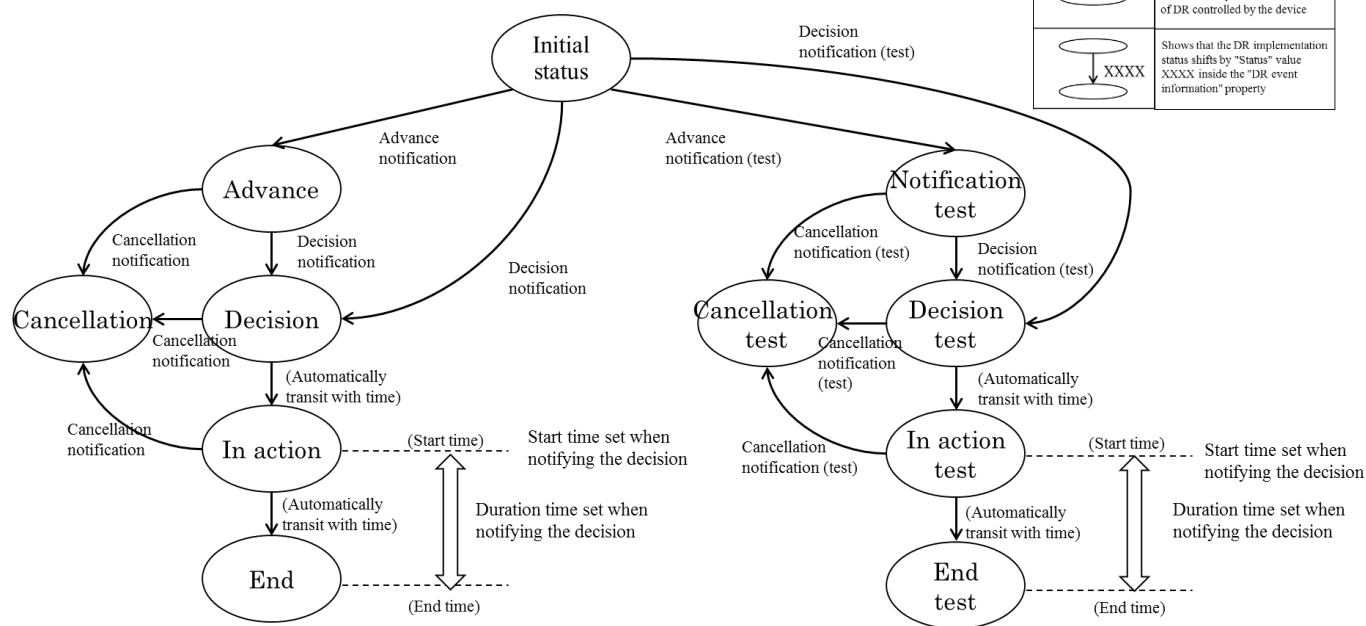 of DR controlled by the device
XXXX
Shows that the DR implementation
status shifts by "Status" value
XXXX inside the "DR event
information" property
Initial
status
Decision
notification (test)
Advance
notification
Advance
notification (test)
Advance
Notification
test
Cancellation
notification
Decision
notification
Decision
notification
Cancellation
notification (test)
Decision
notification (test)
Cancellation
Decision
Cancellation
notification
Cancellation
test
Decision
test
Cancellation
notification
(test)
(Automatically
transit with time)
(Automatically
transit with time)
Cancellation
notification
In action
(Start time)
Start time set when
notifying the decision
Cancellation
notification (test)
In action
test
(Start time)
Start time set when
notifying the decision
(Automatically
transit with time)
Duration time set when
notifying the decision
(Automatically
transit with time)
Duration time set when
notifying the decision
End
(End time)
End
test
(End time)